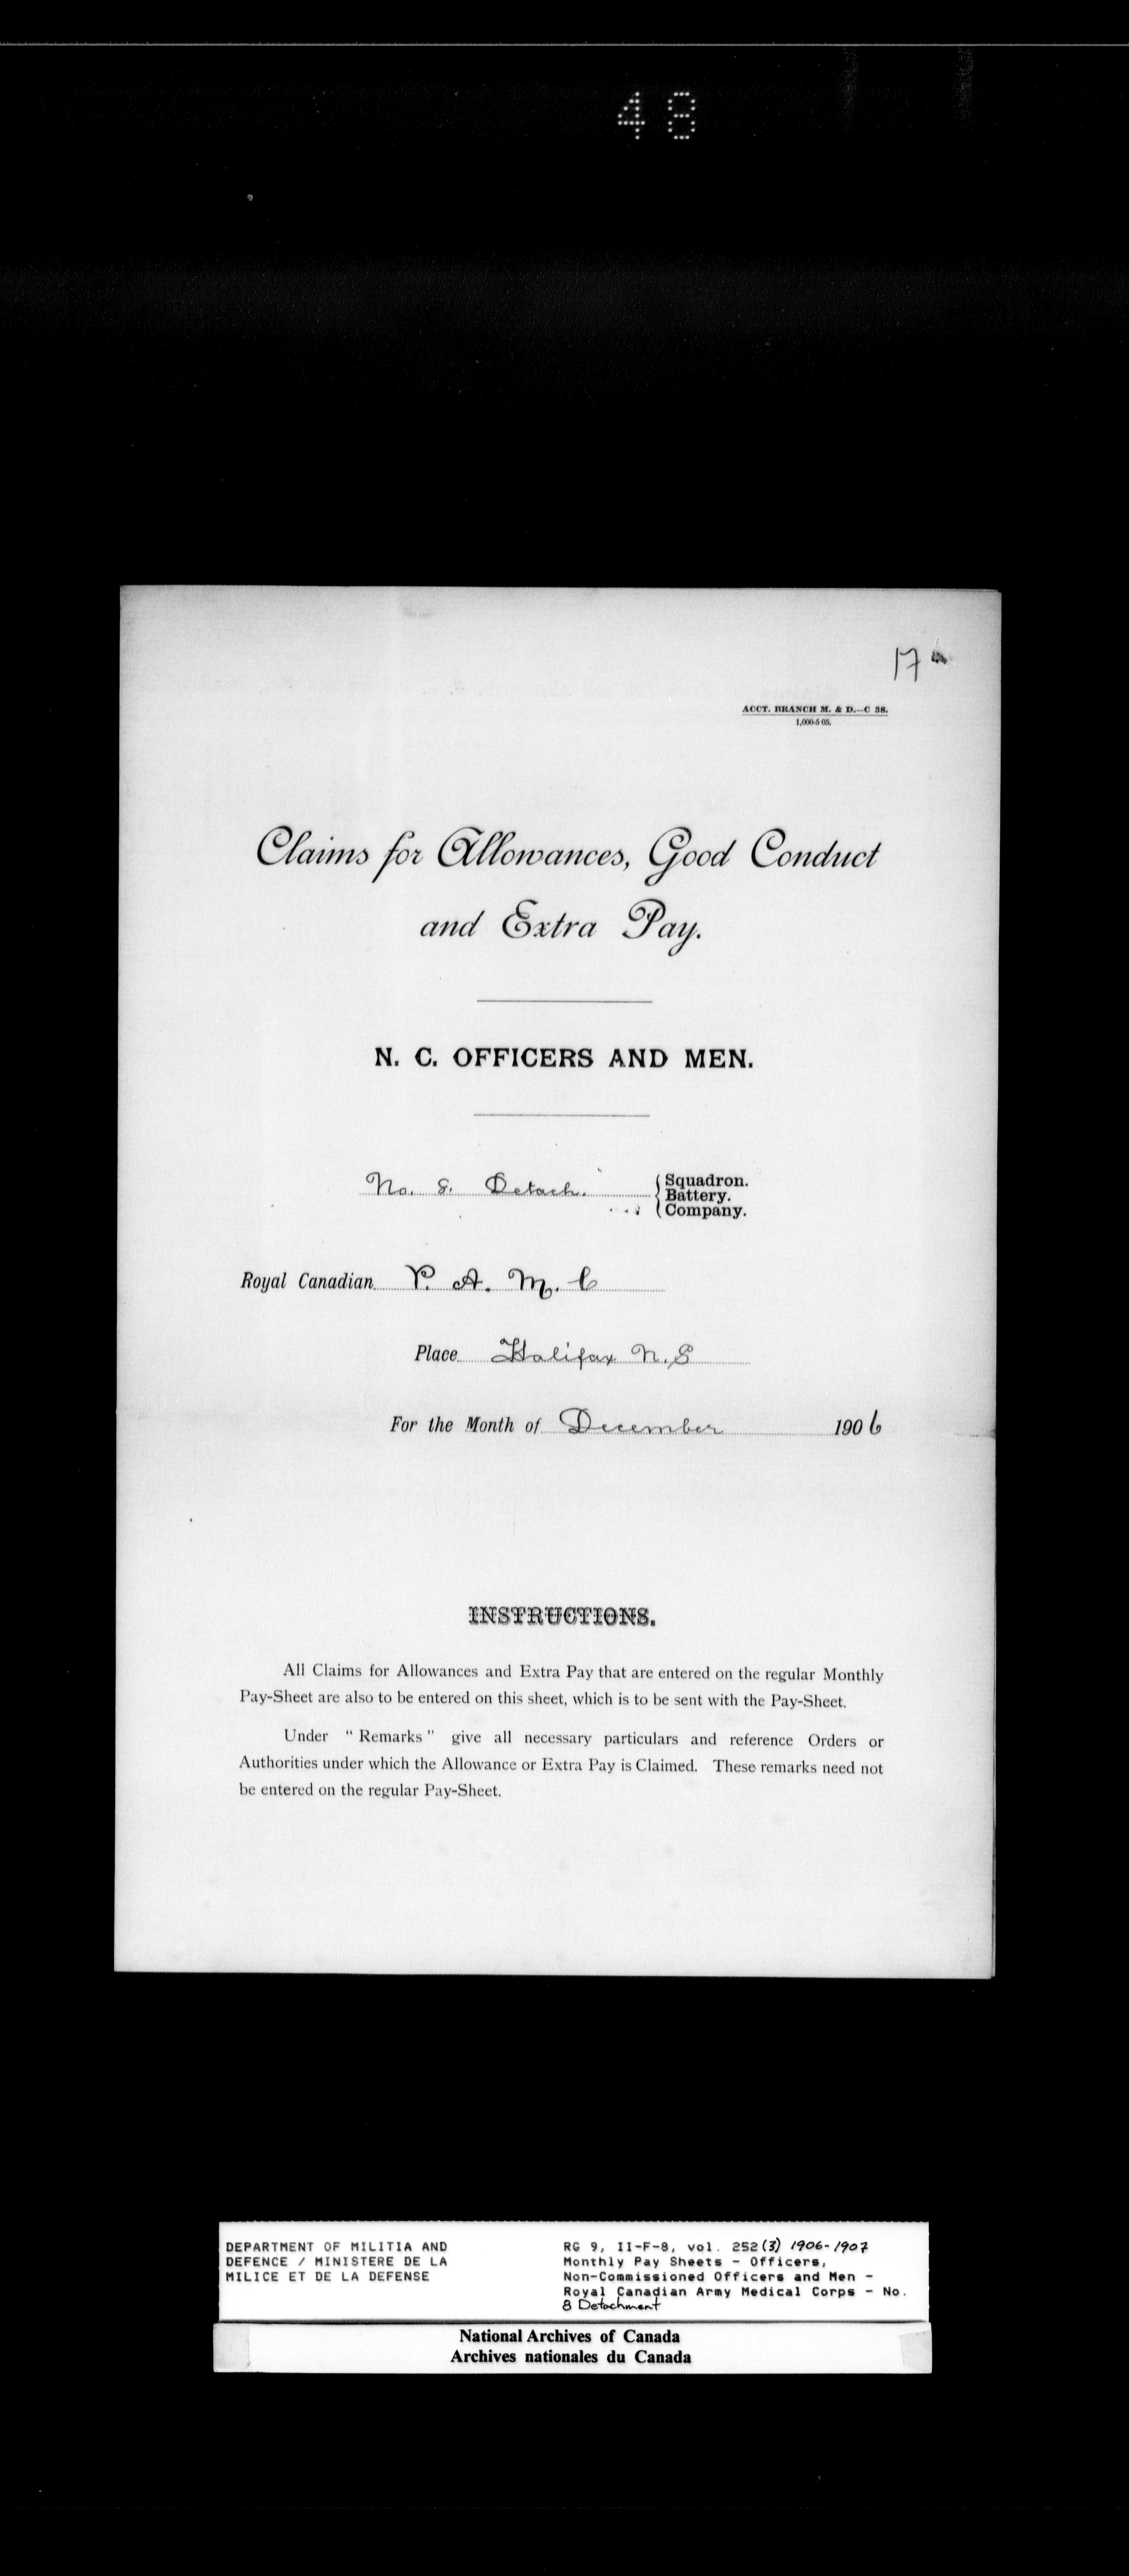 48
17
ACCT. BRANCH M. & D.—C 38.
1,000-5 05.
Claims for Allowances, Good Conduct
and Extra Pay.
N. C. OFFICERS AND MEN.
No. 8. Detach.
Squadron.
Battery.
Company.
Royal Canadian P. A. M. C
Place Halifax N.S
For the Month of December 1906
INSTRUCTIONS.
All Claims for Allowances and Extra Pay that are entered on the regular Monthly
Pay-Sheet are also to be entered on this sheet, which is to be sent with the Pay-Sheet.
Under "Remarks" give all necessary particulars and reference Orders or
Authorities under which the Allowance or Extra Pay is Claimed. These remarks need not
be entered on the regular Pay-Sheet.
DEPARTMENT OF MILITIA AND
DEFENCE / MINISTERE DE LA
MILICE ET DE LA DEFENSE
RG 9, II-F-8, vol. 252 (3) 1906-1907
Monthly Pay Sheets - Officers,
Non-Commissioned Officers and Men -
Royal Canadian Army Medical Corps - No.
8 Detachment
National Archives of Canada
Archives nationales du Canada